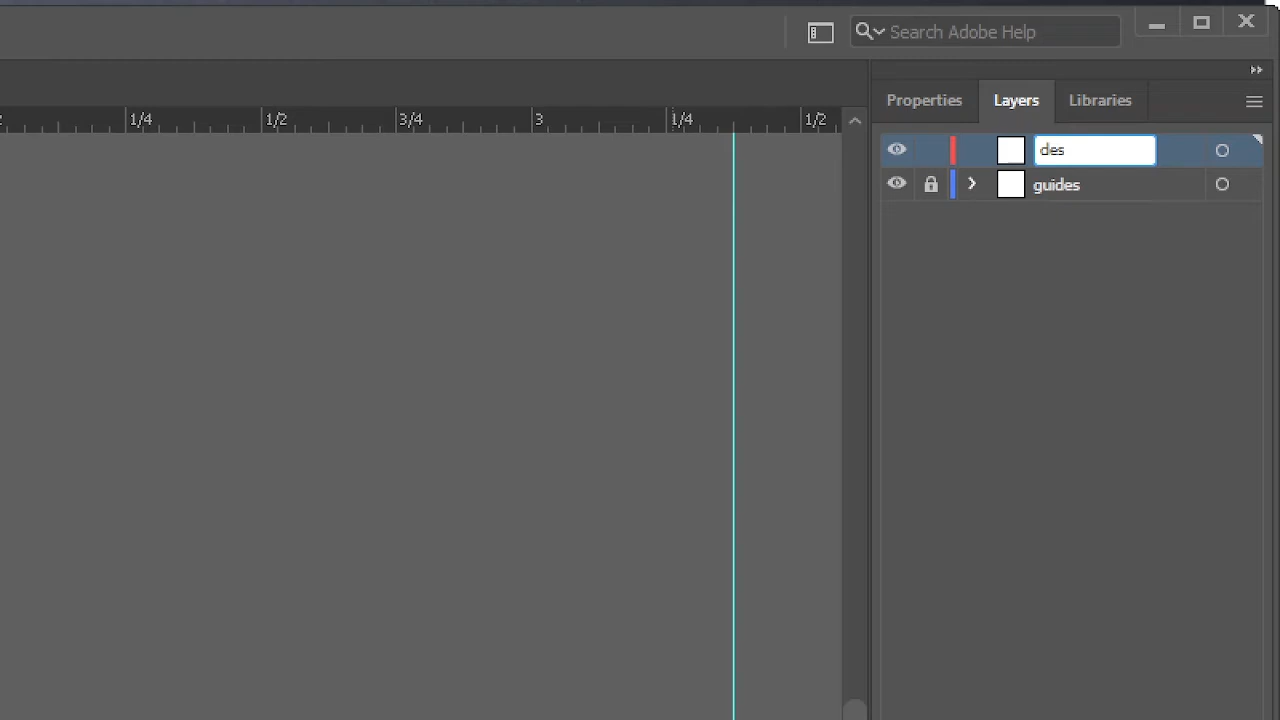 Search Adobe Help
Properties Layers Libraries
1/4 1/2 3/4 3 1/4 1/2
des
guides